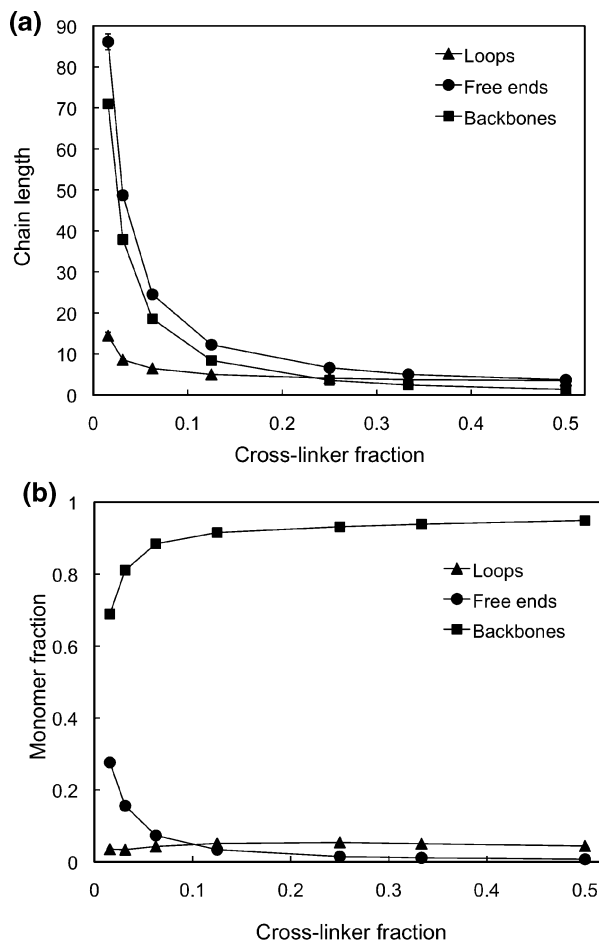 (a)
90
80
70
60
50
40
30
20
10
0
Chain length
Loops
Free ends
Backbones
0 0.1 0.2 0.3 0.4 0.5
Cross-linker fraction
(b)
1
0.8
0.6
0.4
0.2
0
Monomer fraction
Loops
Free ends
Backbones
0 0.1 0.2 0.3 0.4 0.5
Cross-linker fraction